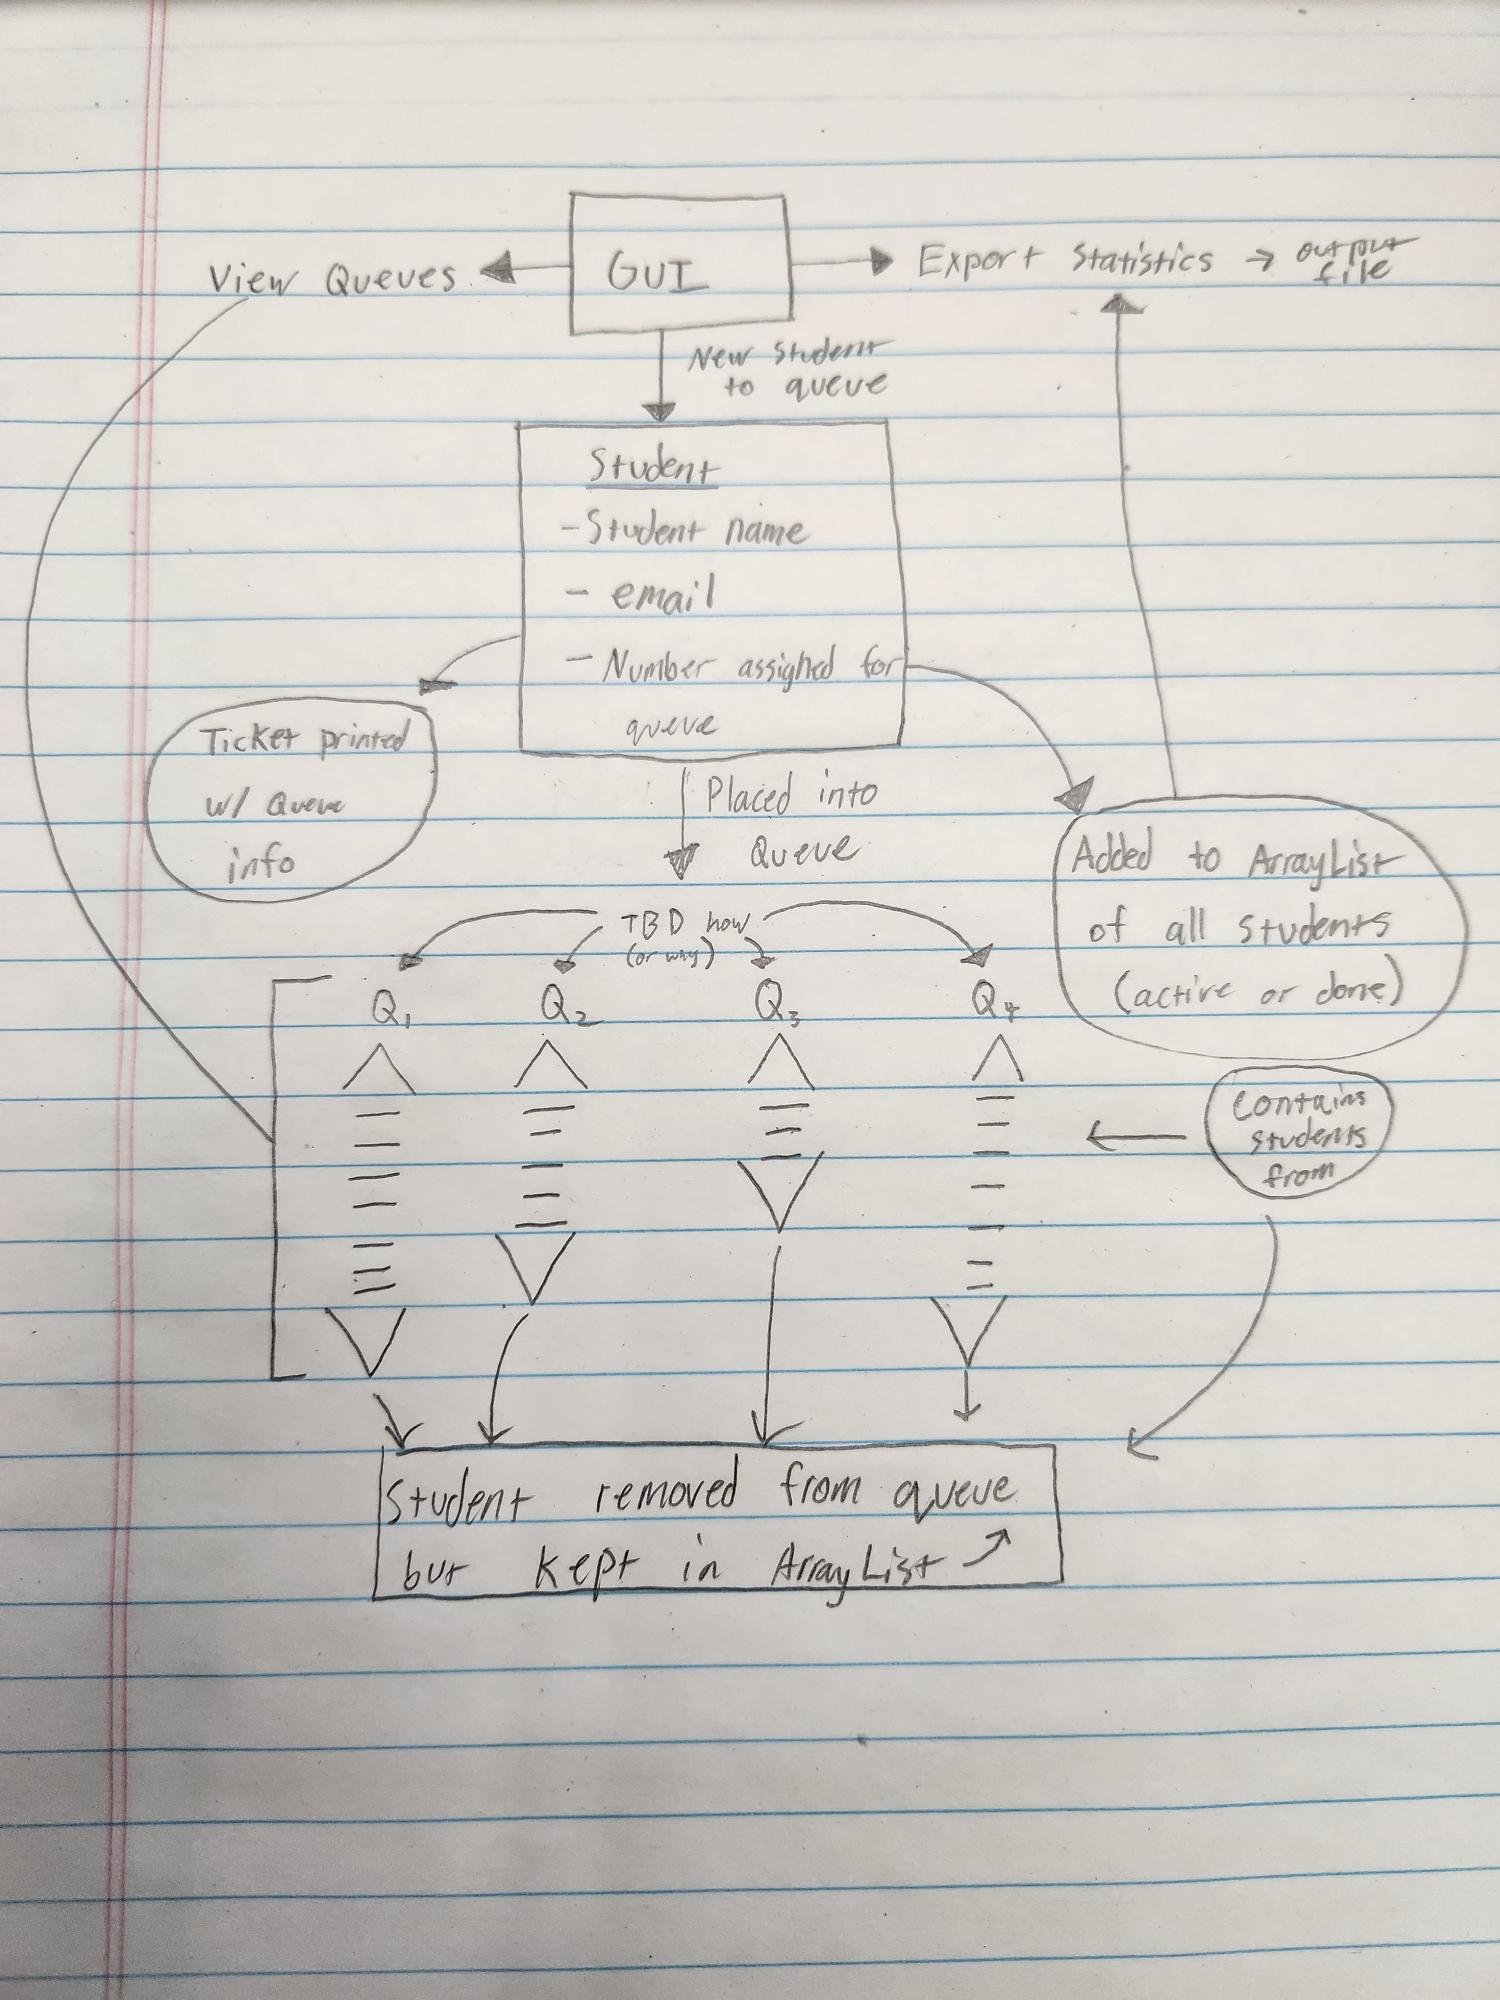 GUI
View Queues
Export Statistics → output
file
New Student
to queue
Student
- Student name
- email
- Number assigned for
queue
Ticket printed
w/ Queue
info
Placed into
Queue
Added to ArrayList
of all students
(active or done)
TBD how
(or why)
Q1 Q2 Q3 Q4
Contains
students
from
Student removed from queue
but kept in ArrayList